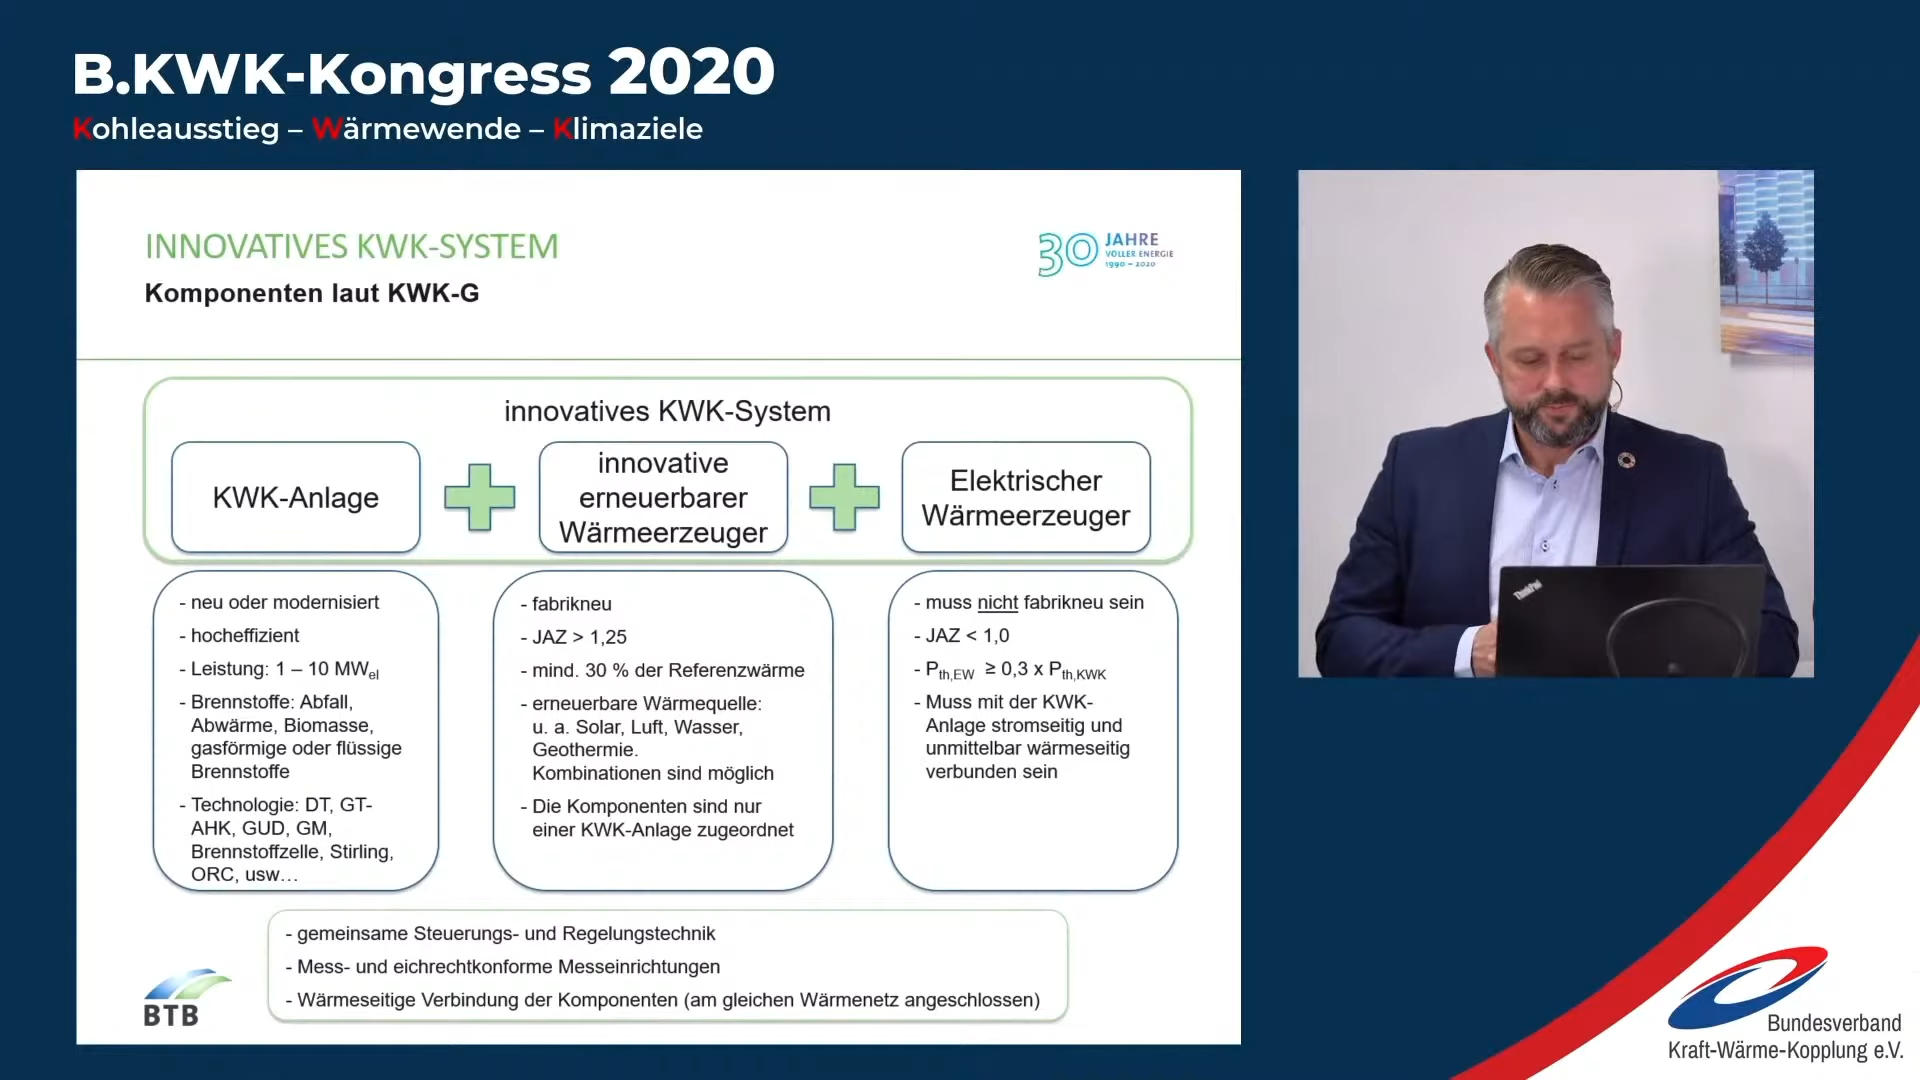 B.KWK-Kongress 2020
Kohleausstieg – Wärmewende – Klimaziele
INNOVATIVES KWK-SYSTEM
Komponenten laut KWK-G
30 JAHRE
VOLLER ENERGIE
1990 – 2020
innovatives KWK-System
KWK-Anlage
innovative
erneuerbarer
Wärmeerzeuger
Elektrischer
Wärmeerzeuger
- neu oder modernisiert
- hocheffizient
- Leistung: 1 – 10 MWel
- Brennstoffe: Abfall,
Abwärme, Biomasse,
gasförmige oder flüssige
Brennstoffe
- Technologie: DT, GT-
AHK, GUD, GM,
Brennstoffzelle, Stirling,
ORC, usw…
- fabrikneu
- JAZ > 1,25
- mind. 30 % der Referenzwärme
- erneuerbare Wärmequelle:
u. a. Solar, Luft, Wasser,
Geothermie.
Kombinationen sind möglich
- Die Komponenten sind nur
einer KWK-Anlage zugeordnet
- muss nicht fabrikneu sein
- JAZ < 1,0
- Pth,EW ≥ 0,3 x Pth,KWK
- Muss mit der KWK-
Anlage stromseitig und
unmittelbar wärmeseitig
verbunden sein
- gemeinsame Steuerungs- und Regelungstechnik
- Mess- und eichrechtkonforme Messeinrichtungen
- Wärmeseitige Verbindung der Komponenten (am gleichen Wärmenetz angeschlossen)
BTB
ThinkPad
Bundesverband
Kraft-Wärme-Kopplung e.V.